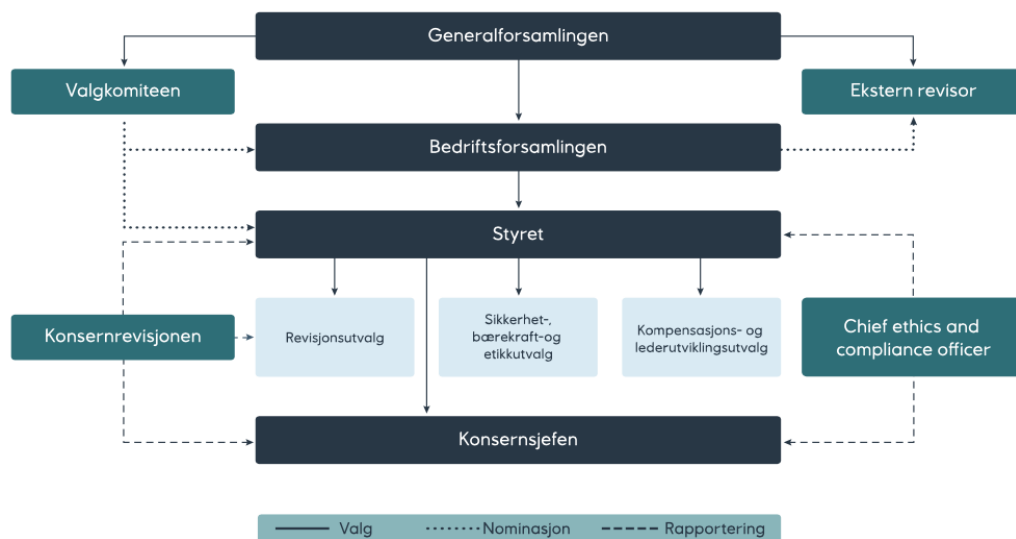 Generalforsamlingen
Valgkomiteen
Ekstern revisor
Bedriftsforsamlingen
Styret
Konsernrevisjonen
Revisjonsutvalg
Sikkerhet-,
bærekraft-og
etikkutvalg
Kompensasjons- og
lederutviklingsutvalg
Chief ethics and
compliance officer
Konsernsjefen
Valg
Nominasjon
Rapportering